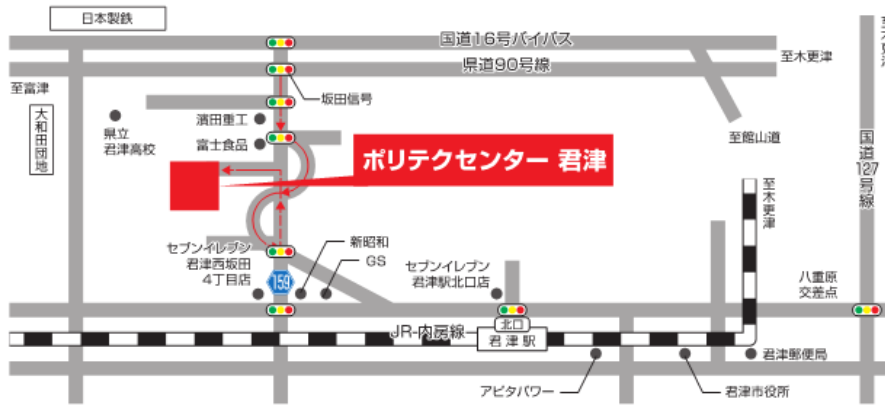 日本製鉄
国道16号バイパス
県道90号線
至木更津
至富津
坂田信号
大和田団地
県立
君津高校
濱田重工
富士食品
至館山道
ポリテクセンター 君津
国道127号線
至木更津
セブンイレブン
君津西坂田
4丁目店
新昭和
GS
159
セブンイレブン
君津駅北口店
八重原
交差点
北口
JR-内房線
君津駅
君津郵便局
アピタパワー
君津市役所